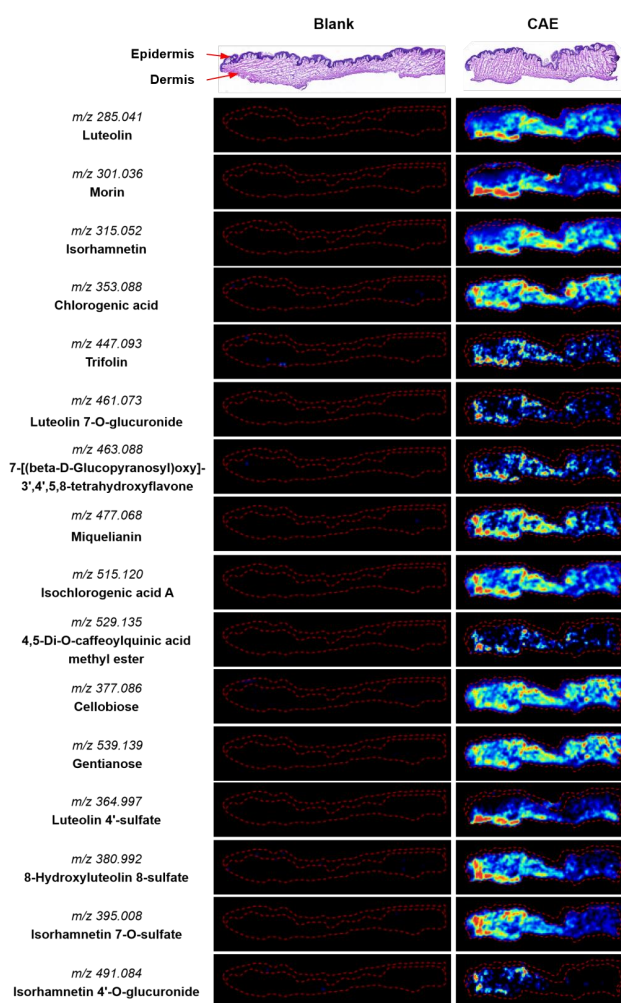 Blank CAE
Epidermis
Dermis
m/z 285.041
Luteolin
m/z 301.036
Morin
m/z 315.052
Isorhamnetin
m/z 353.088
Chlorogenic acid
m/z 447.093
Trifolin
m/z 461.073
Luteolin 7-O-glucuronide
m/z 463.088
7-[(beta-D-Glucopyranosyl)oxy]-
3',4',5,8-tetrahydroxyflavone
m/z 477.068
Miquelianin
m/z 515.120
Isochlorogenic acid A
m/z 529.135
4,5-Di-O-caffeoylquinic acid
methyl ester
m/z 377.086
Cellobiose
m/z 539.139
Gentianose
m/z 364.997
Luteolin 4'-sulfate
m/z 380.992
8-Hydroxyluteolin 8-sulfate
m/z 395.008
Isorhamnetin 7-O-sulfate
m/z 491.084
Isorhamnetin 4'-O-glucuronide